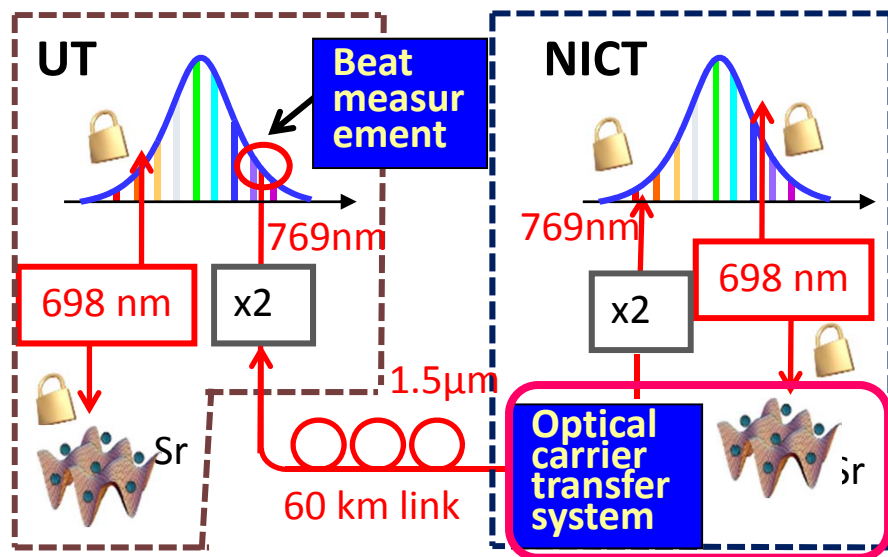 UT
Beat
measur
ement
NICT
769nm
769nm
698 nm
x2
x2
698 nm
1.5μm
Sr
60 km link
Optical
carrier
transfer
system
Sr